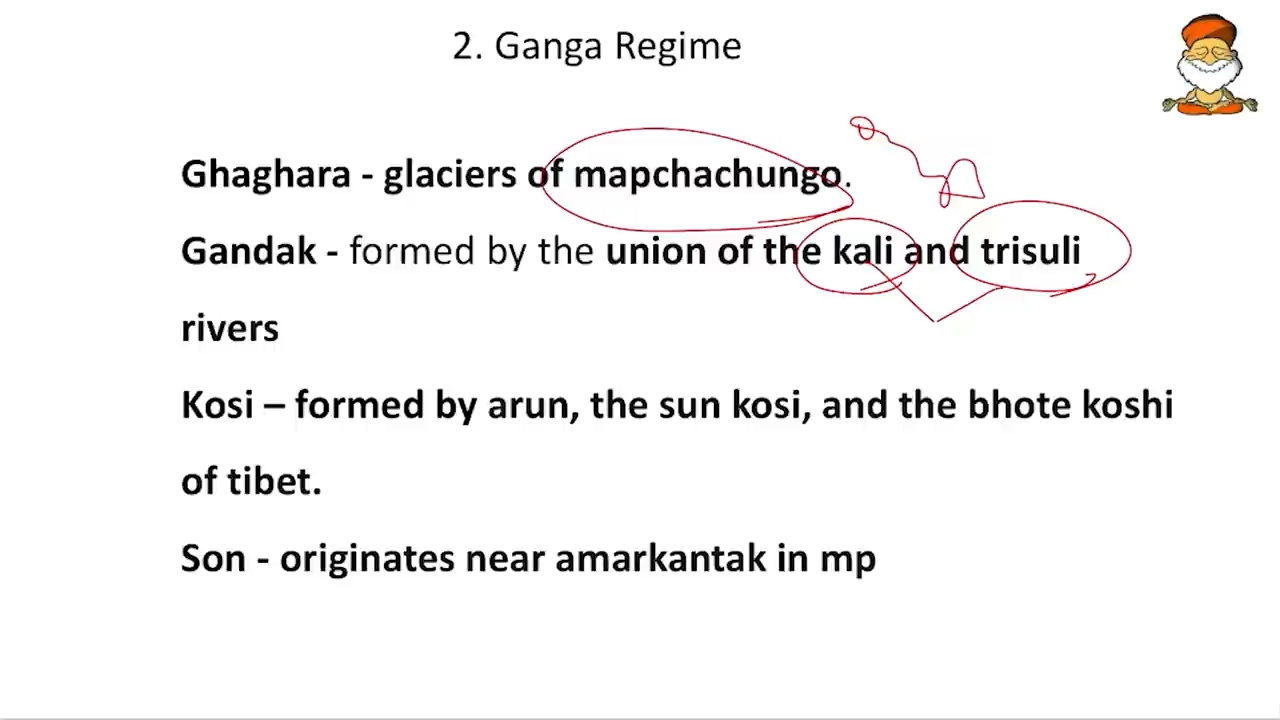 2. Ganga Regime
Ghaghara - glaciers of mapchachungo.
Gandak - formed by the union of the kali and trisuli
rivers
Kosi – formed by arun, the sun kosi, and the bhote koshi
of tibet.
Son - originates near amarkantak in mp